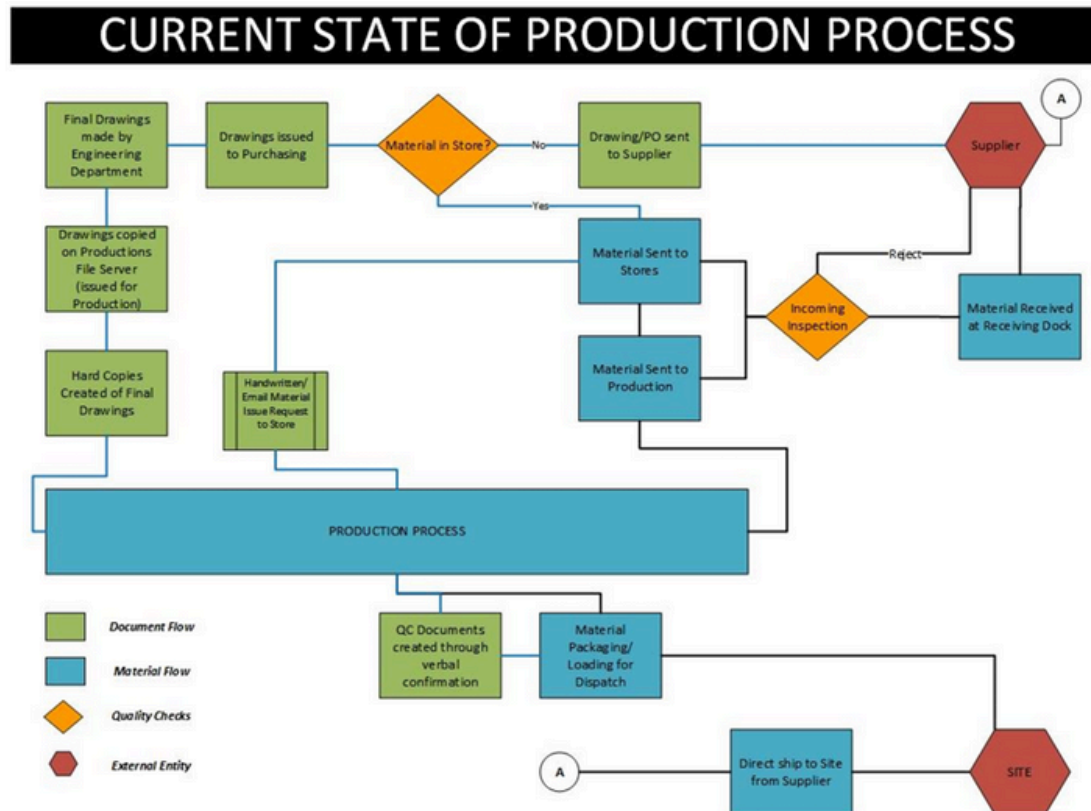 CURRENT STATE OF PRODUCTION PROCESS
A
Final Drawings
made by
Engineering
Department
Drawings issued
to Purchasing
Material in Store?
No
Drawing/PO sent
to Supplier
Supplier
Yes
Drawings copied
on Productions
File Server
(issued for
Production)
Material Sent to
Stores
Reject
Incoming
Inspection
Material Received
at Receiving Dock
Hard Copies
Created of Final
Drawings
Handwritten/
Email Material
Issue Request
to Store
Material Sent to
Production
PRODUCTION PROCESS
QC Documents
created through
verbal
confirmation
Material
Packaging/
Loading for
Dispatch
Document Flow
Material Flow
Quality Checks
External Entity
A
Direct ship to Site
from Supplier
SITE